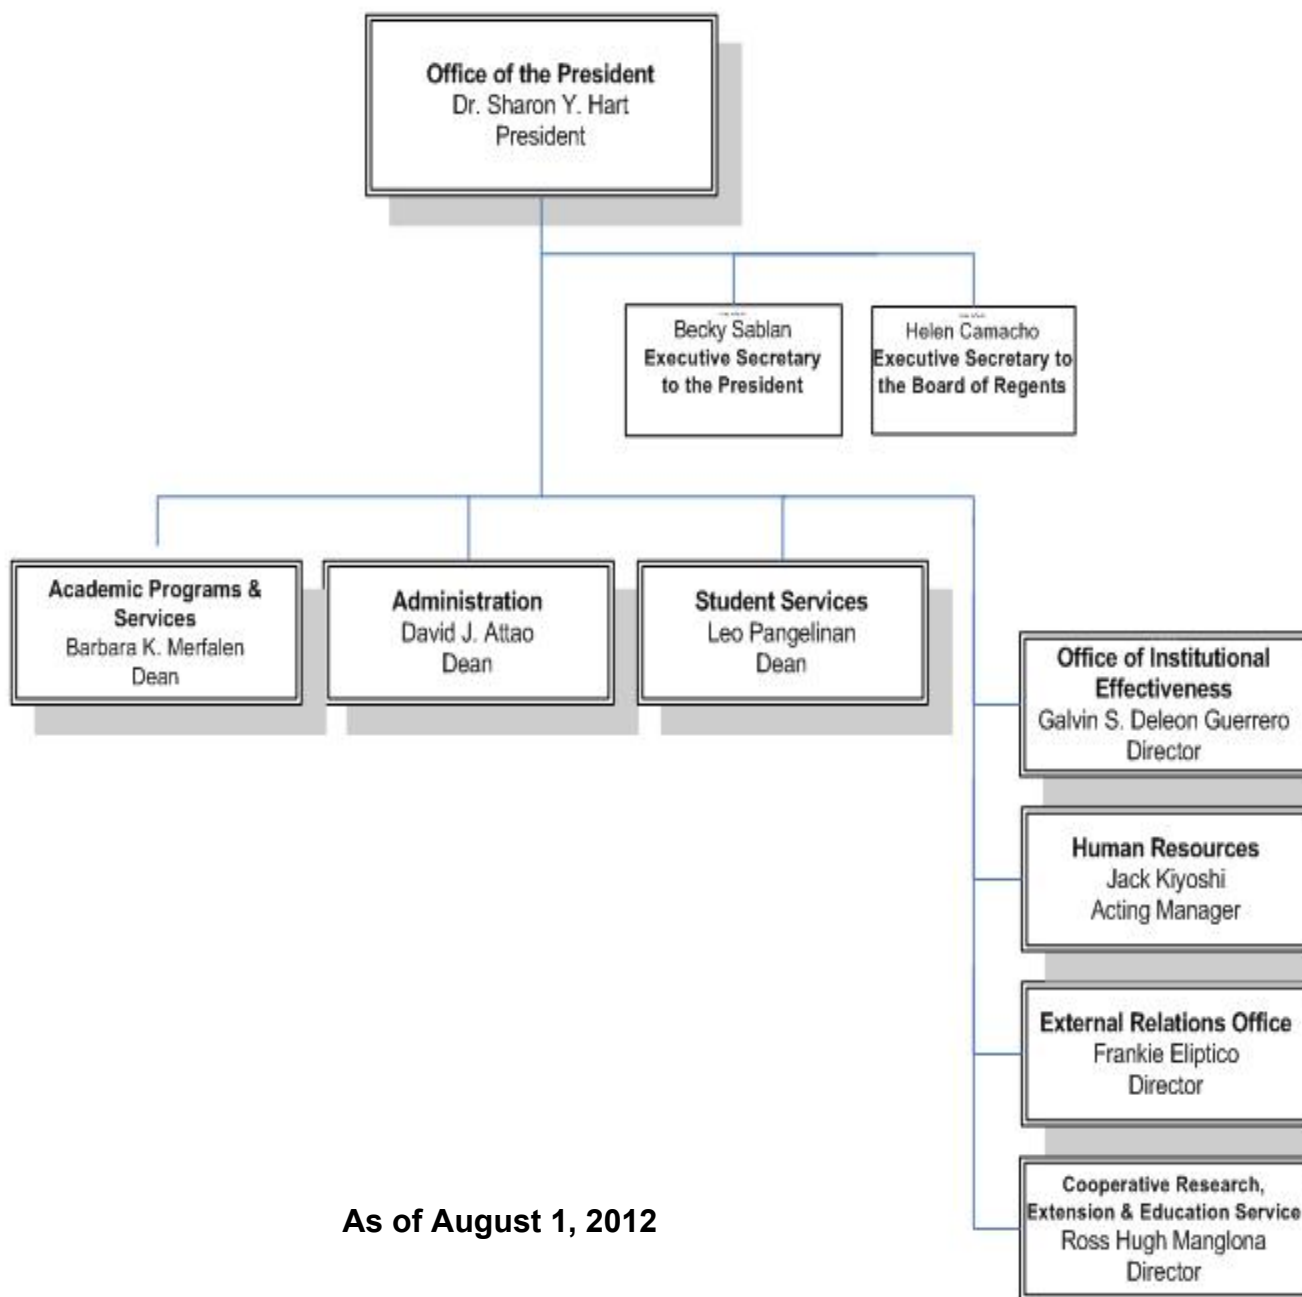 Office of the President
Dr. Sharon Y. Hart
President
Becky Sablan
Executive Secretary
to the President
Helen Camacho
Executive Secretary to
the Board of Regents
Academic Programs &
Services
Barbara K. Merfalen
Dean
Administration
David J. Attao
Dean
Student Services
Leo Pangelinan
Dean
Office of Institutional
Effectiveness
Galvin S. Deleon Guerrero
Director
Human Resources
Jack Kiyoshi
Acting Manager
External Relations Office
Frankie Eliptico
Director
Cooperative Research,
Extension & Education Service
Ross Hugh Manglona
Director
As of August 1, 2012